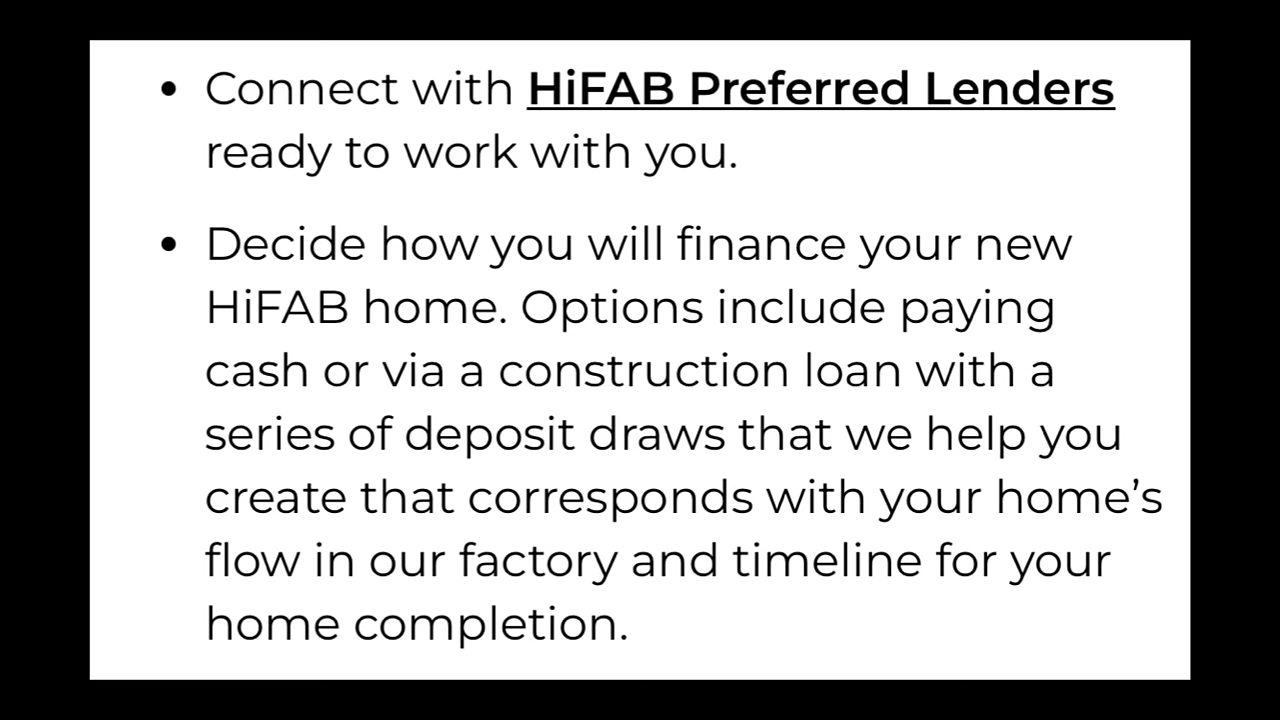 • Connect with HiFAB Preferred Lenders
ready to work with you.
• Decide how you will finance your new
HiFAB home. Options include paying
cash or via a construction loan with a
series of deposit draws that we help you
create that corresponds with your home’s
flow in our factory and timeline for your
home completion.